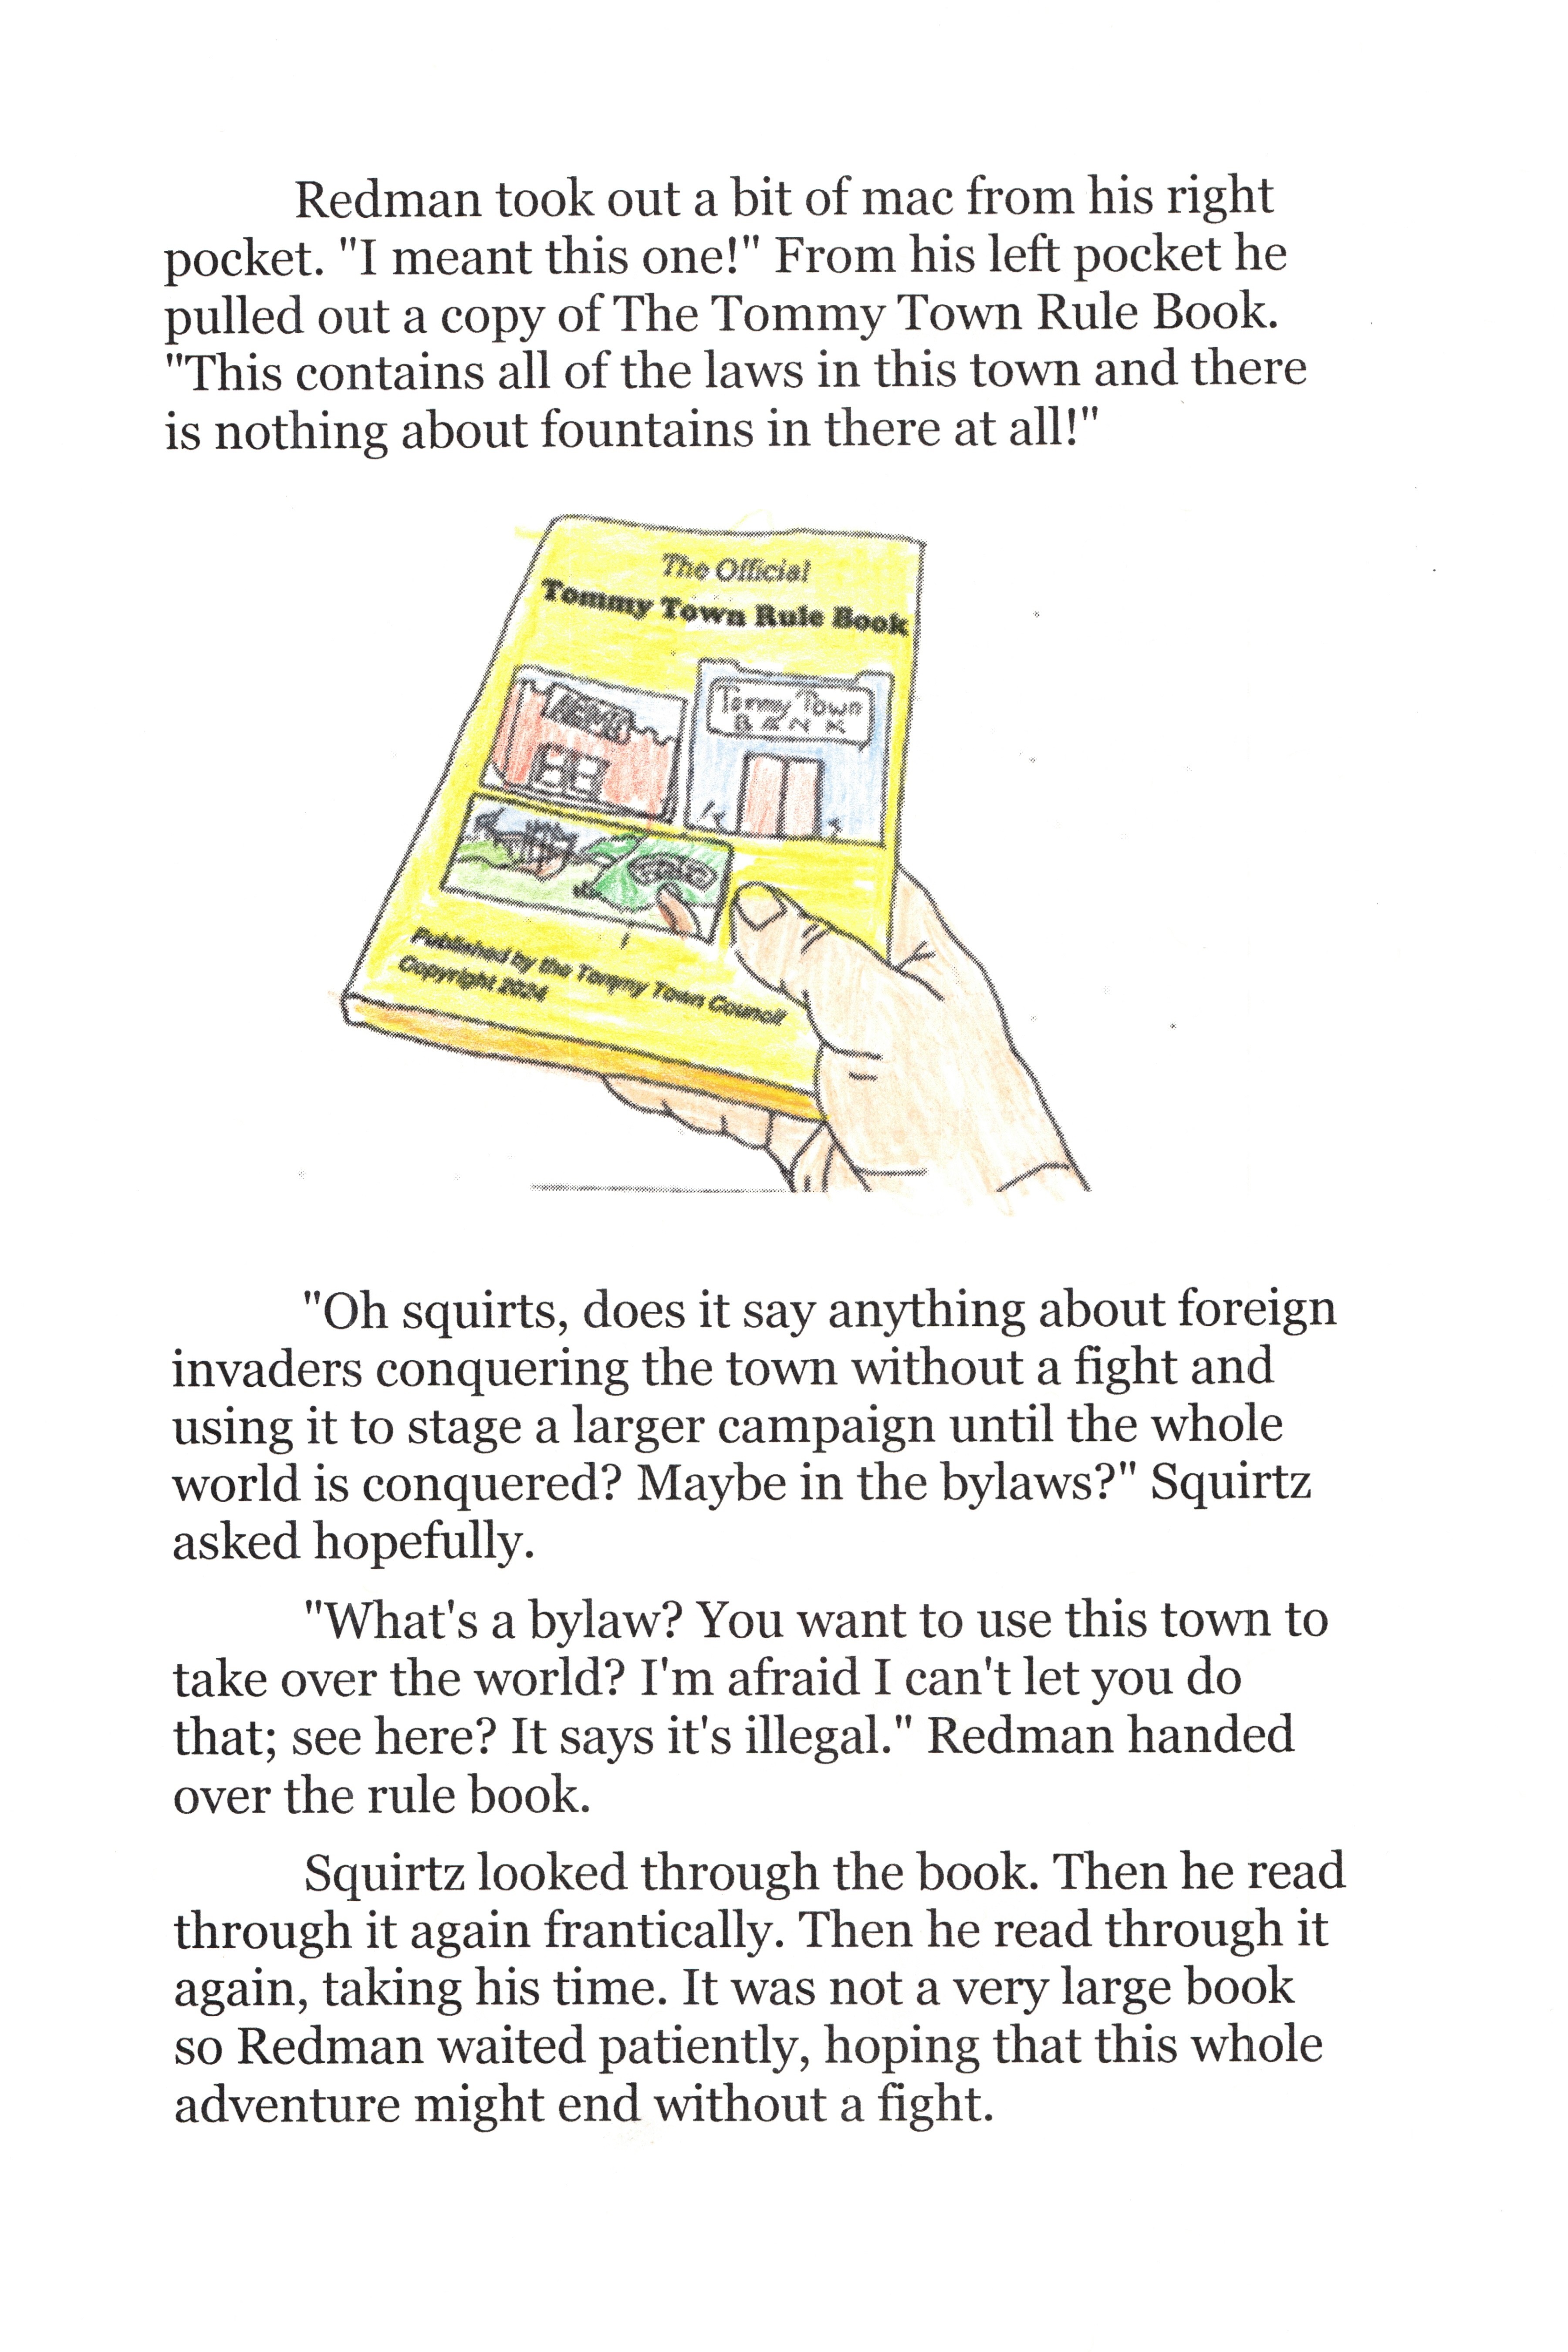 Redman took out a bit of mac from his right
pocket. "I meant this one!" From his left pocket he
pulled out a copy of The Tommy Town Rule Book.
"This contains all of the laws in this town and there
is nothing about fountains in there at all!"
The Official
Tommy Town Rule Book
Tommy Town
BANK
Published by the Tommy Town Council
Copyright 2024
"Oh squirts, does it say anything about foreign
invaders conquering the town without a fight and
using it to stage a larger campaign until the whole
world is conquered? Maybe in the bylaws?" Squirtz
asked hopefully.
"What's a bylaw? You want to use this town to
take over the world? I'm afraid I can't let you do
that; see here? It says it's illegal." Redman handed
over the rule book.
Squirtz looked through the book. Then he read
through it again frantically. Then he read through it
again, taking his time. It was not a very large book
so Redman waited patiently, hoping that this whole
adventure might end without a fight.